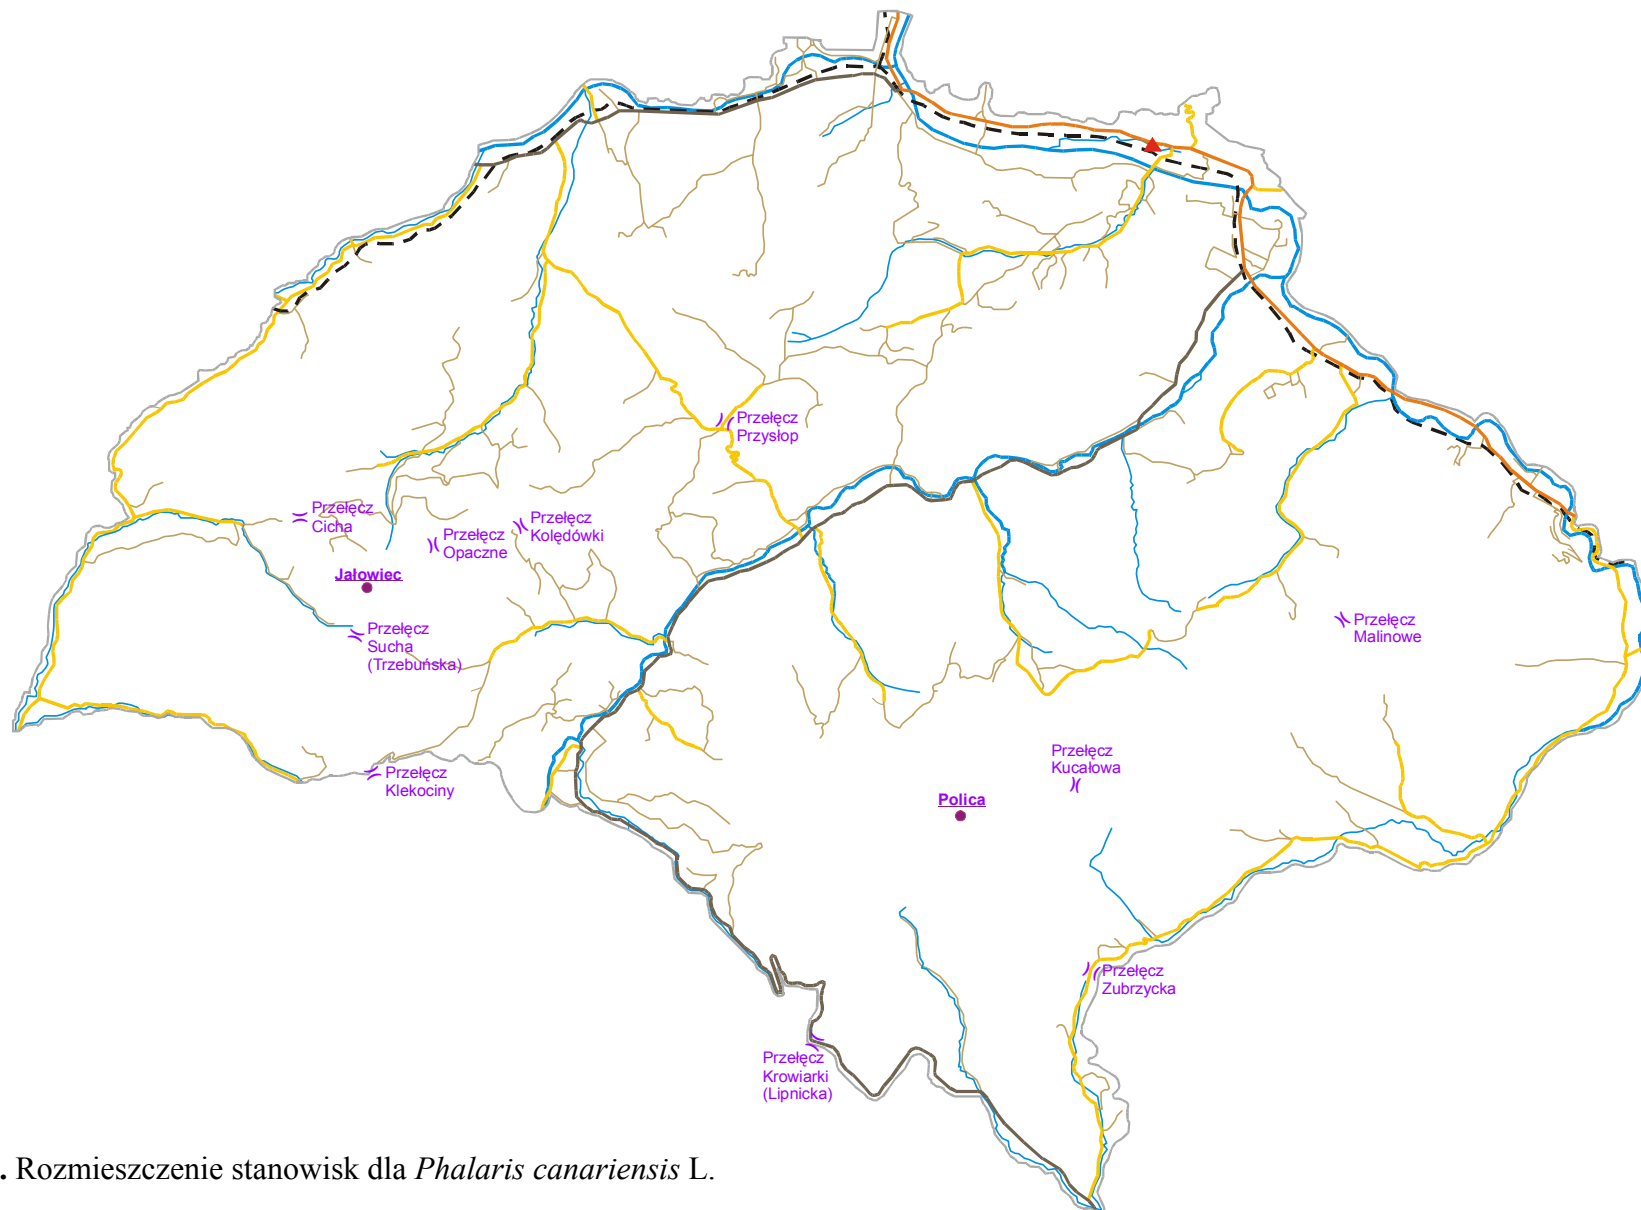 Przełęcz
Przysłop
Przełęcz
Cicha
Przełęcz
Kolędówki
Przełęcz
Opaczne
Jałowiec
Przełęcz
Sucha
(Trzebuńska)
Przełęcz
Malinowe
Przełęcz
Klekociny
Przełęcz
Kucałowa
Polica
Przełęcz
Zubrzycka
Przełęcz
Krowiarki
(Lipnicka)
. Rozmieszczenie stanowisk dla Phalaris canariensis L.